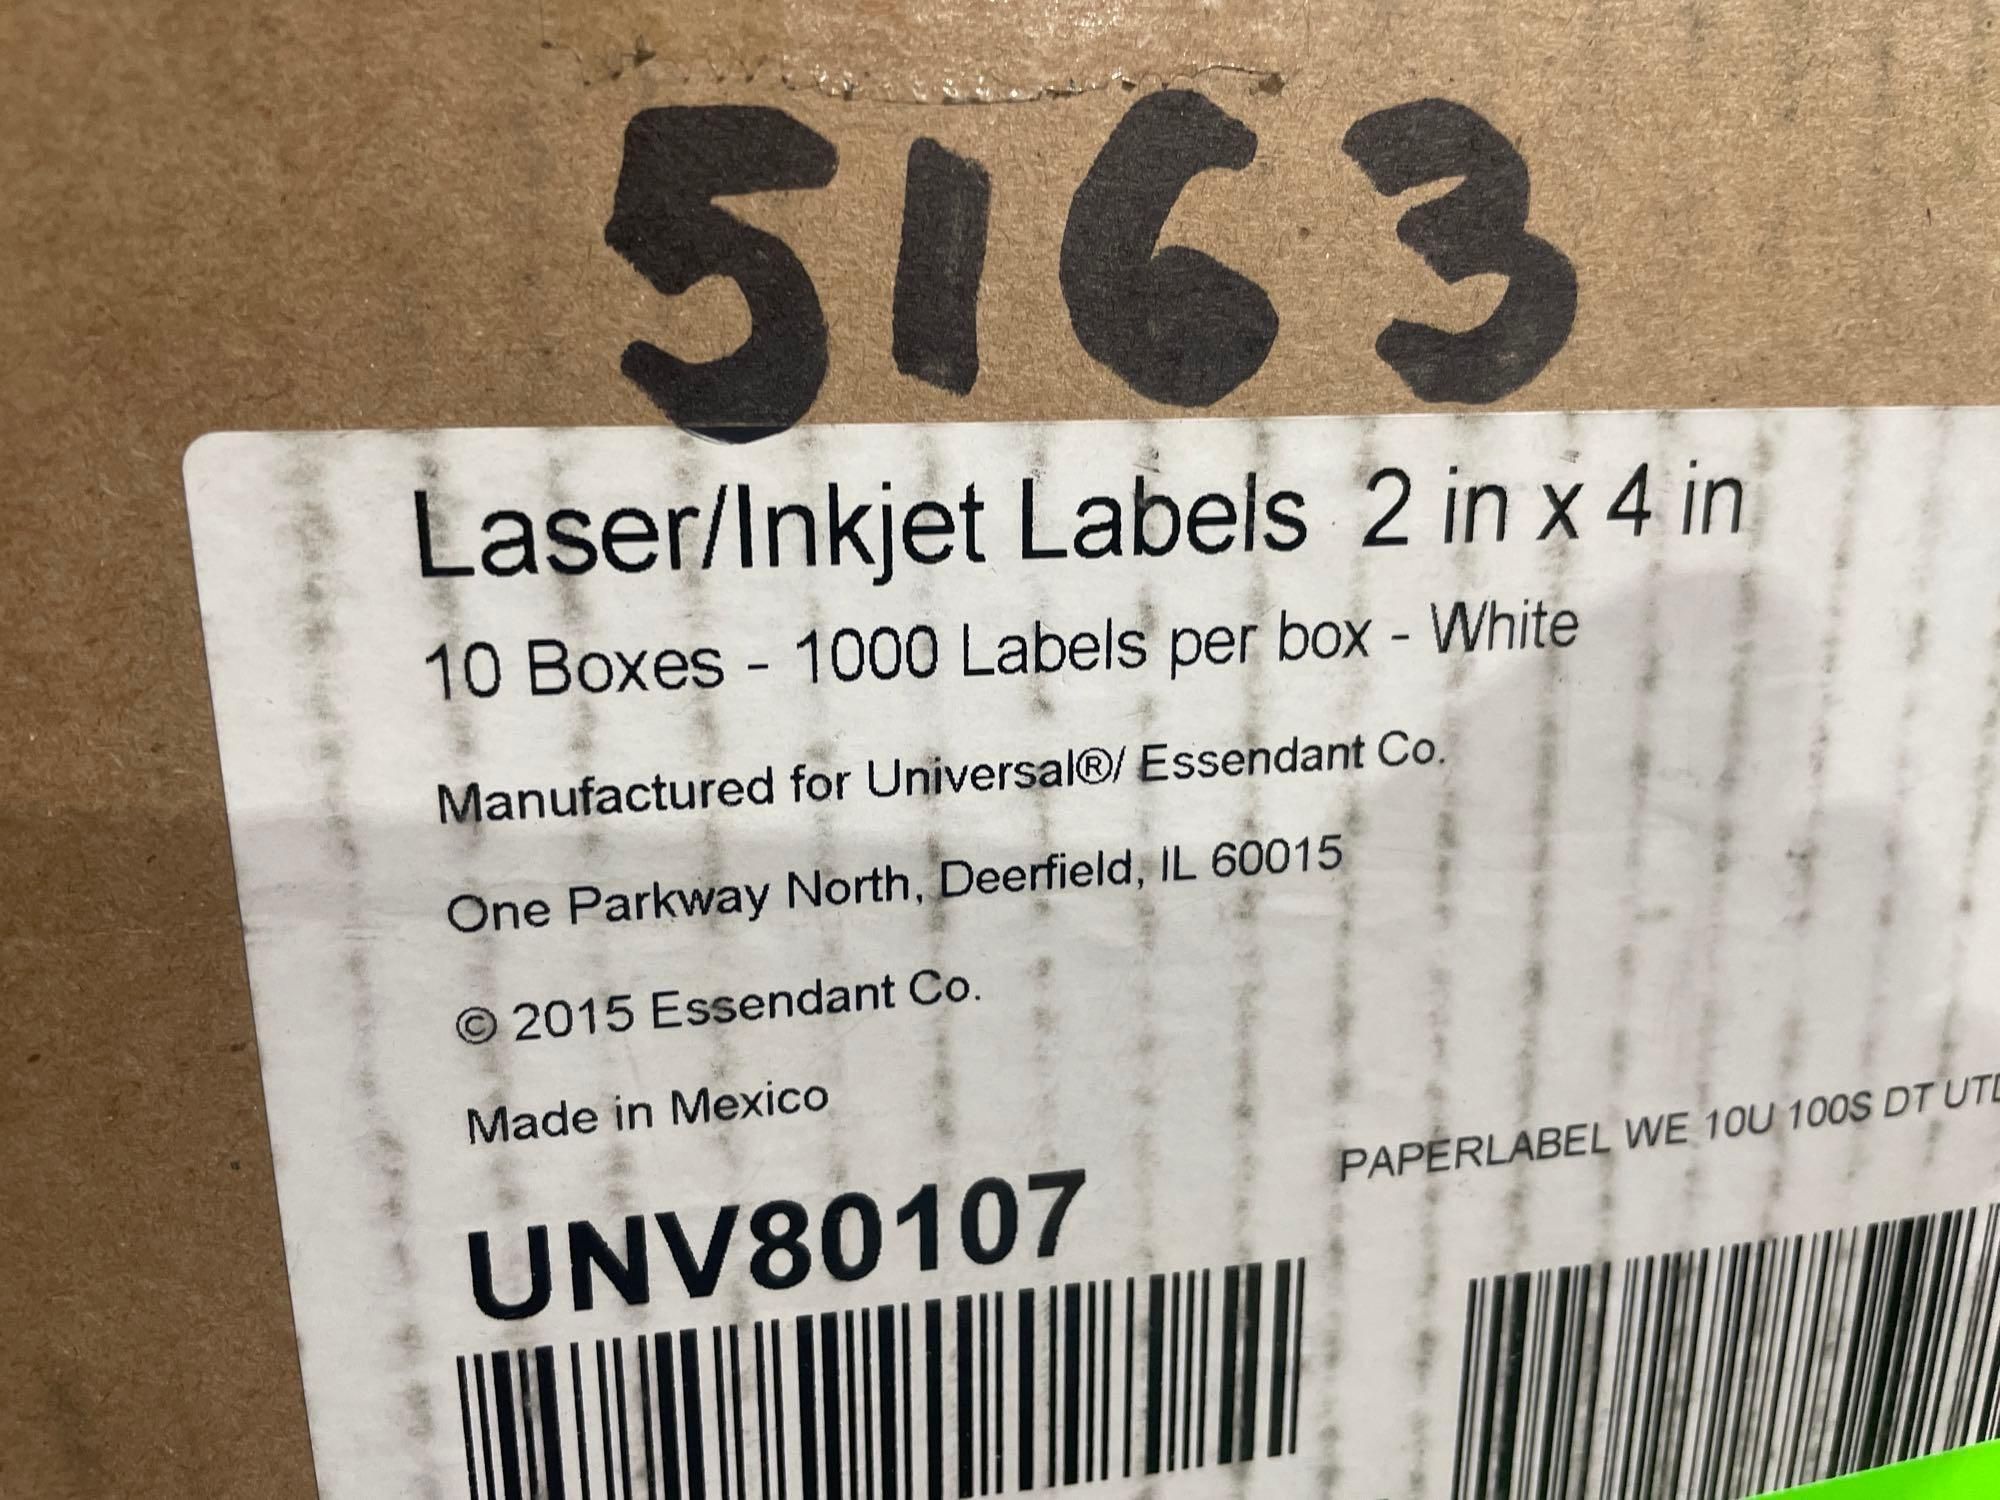 5163
Laser/Inkjet Labels 2 in x 4 in
10 Boxes - 1000 Labels per box - White
Manufactured for Universal®/ Essendant Co.
One Parkway North, Deerfield, IL 60015
© 2015 Essendant Co.
Made in Mexico
PAPERLABEL WE 10U 100S DT
UNV80107